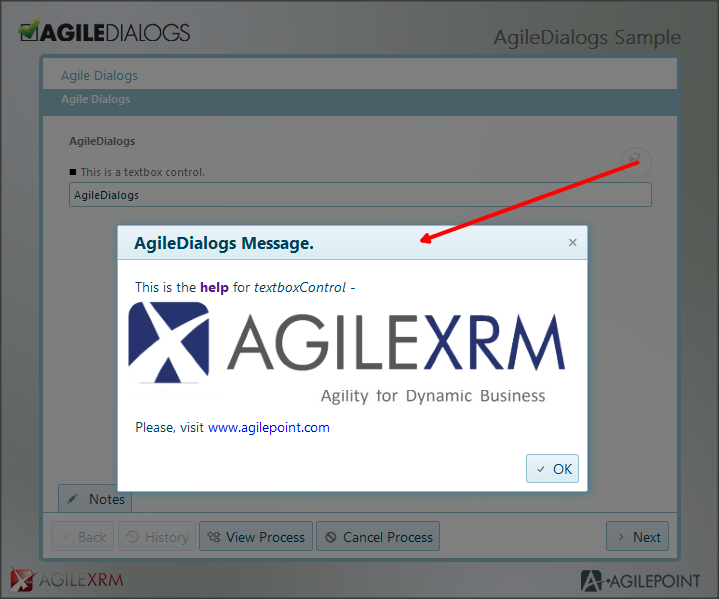 AGILEDIALOGS
AgileDialogs Sample
Agile Dialogs
Agile Dialogs
AgileDialogs
This is a textbox control.
AgileDialogs
AgileDialogs Message.
This is the help for textboxControl -
AGILEXRM
Agility for Dynamic Business
Please, visit www.agilepoint.com
OK
Notes
Back
History
View Process
Cancel Process
Next
AGILEXRM
AGILEPOINT